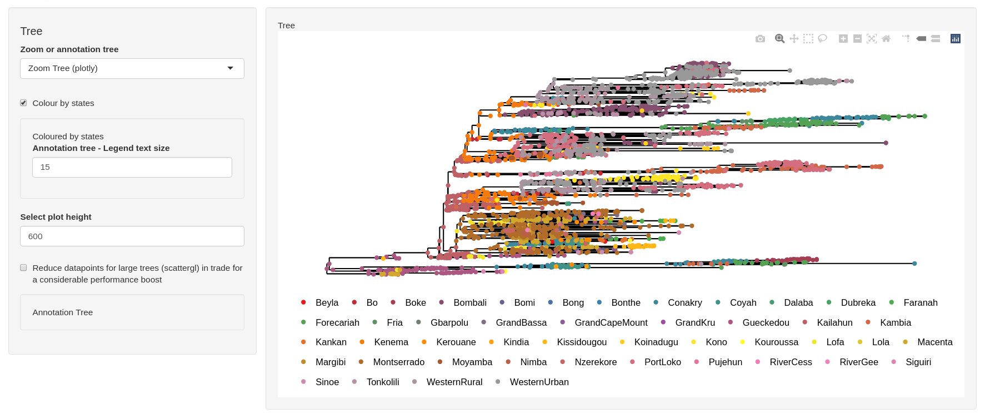 Tree
Zoom or annotation tree
Zoom Tree (plotly)
Colour by states
Coloured by states
Annotation tree - Legend text size
15
Select plot height
600
Reduce datapoints for large trees (scattergl) in trade for
a considerable performance boost
Annotation Tree
Tree
Beyla Bo Boke Bombali Bomi Bong Bonthe Conakry Coyah Dalaba Dubreka Faranah
Forecariah Fria Gbarpolu GrandBassa GrandCapeMount GrandKru Gueckedou Kailahun Kambia
Kankan Kenema Kerouane Kindia Kissidougou Koinadugu Kono Kouroussa Lofa Lola Macenta
Margibi Montserrado Moyamba Nimba Nzerekore PortLoko Pujehun RiverCess RiverGee Siguiri
Sinoe Tonkolili WesternRural WesternUrban